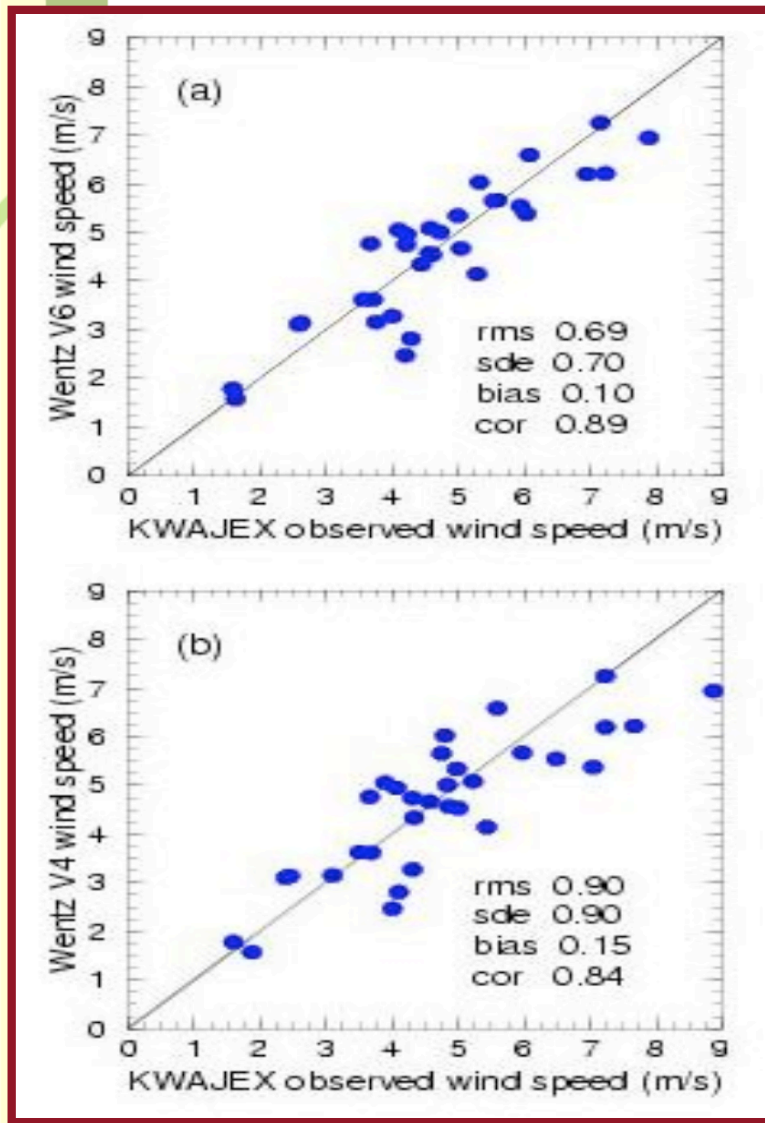 Wentz V6 wind speed (m/s)
9
8
7
6
5
4
3
2
1
0
(a)
rms 0.69
sde 0.70
bias 0.10
cor 0.89
0 1 2 3 4 5 6 7 8 9
KWAJEX observed wind speed (m/s)
Wentz V4 wind speed (m/s)
9
8
7
6
5
4
3
2
1
0
(b)
rms 0.90
sde 0.90
bias 0.15
cor 0.84
0 1 2 3 4 5 6 7 8 9
KWAJEX observed wind speed (m/s)